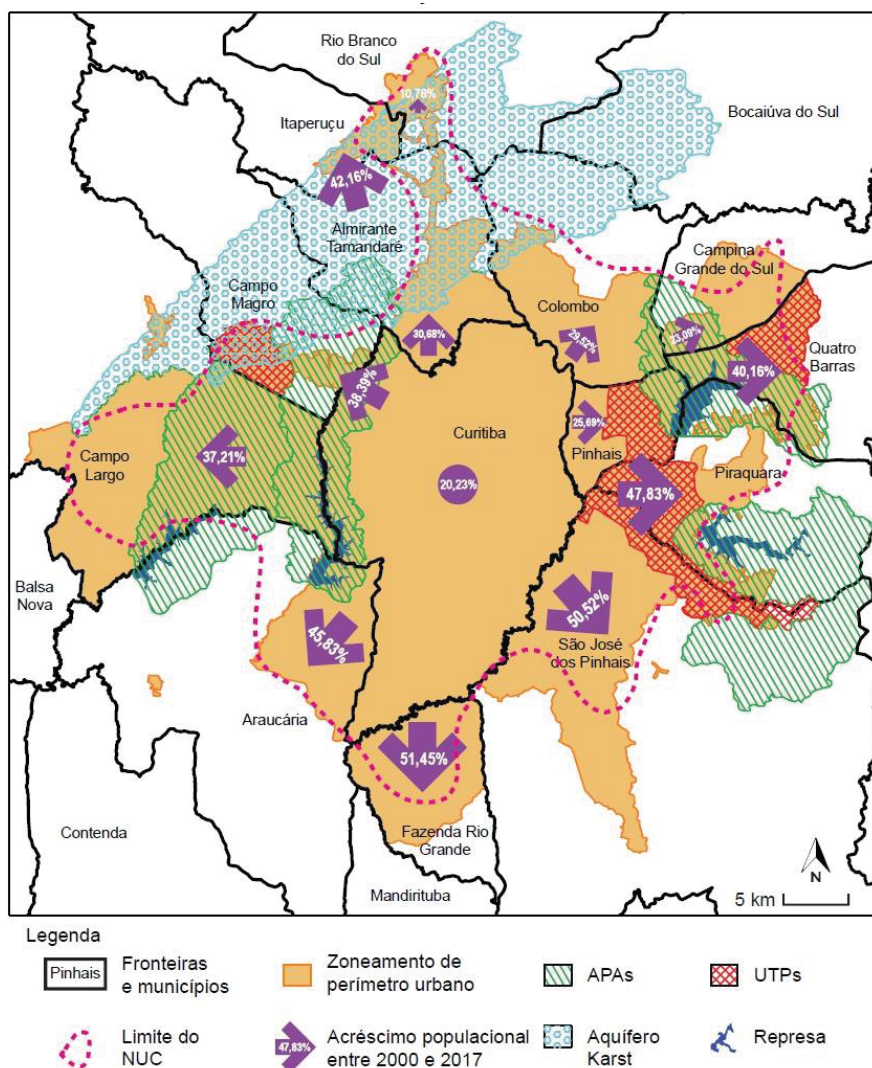 Rio Branco
do Sul
10,76%
Bocaiúva do Sul
Itaperuçu
42,16%
Almirante
Tamandaré
Campina
Grande do Sul
Campo
Magro
Colombo
30,68%
29,52%
23,09%
Quatro
Barras
40,16%
38,39%
Curitiba
25,69%
Pinhais
Campo
Largo
37,21%
Piraquara
20,23%
47,83%
Balsa
Nova
50,52%
45,83%
São José
dos Pinhais
Araucária
51,45%
Contenda
Fazenda Rio
Grande
Mandirituba
N
5 km
Legenda
Pinhais
Fronteiras
e municípios
Zoneamento de
perímetro urbano
APAs
UTPs
Limite do
NUC
47,83%
Acréscimo populacional
entre 2000 e 2017
Aquífero
Karst
Represa